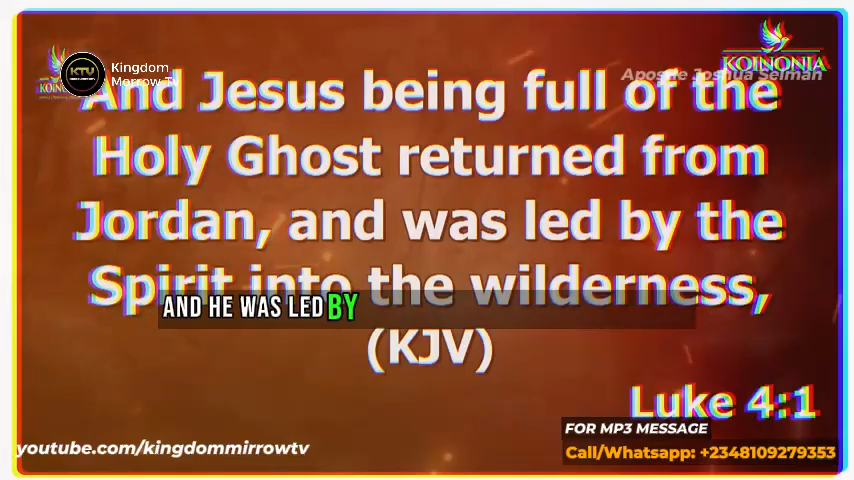 KOINONIA
KTV
Kingdom
Morrow Tv
Apostle Joshua Selman
And Jesus being full of the
Holy Ghost returned from
Jordan, and was led by the
Spirit into the wilderness,
AND HE WAS LED BY
(KJV)
Luke 4:1
FOR MP3 MESSAGE
youtube.com/kingdommirrowtv
Call/Whatsapp: +2348109279353